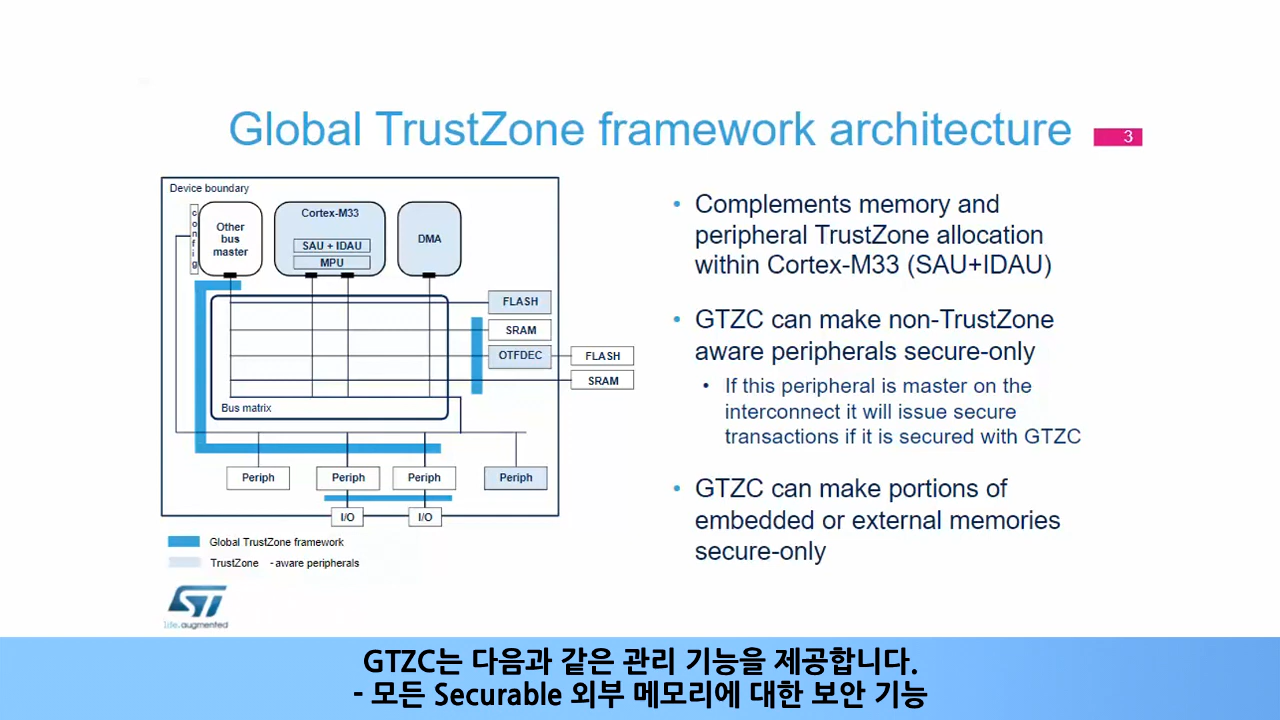 Global TrustZone framework architecture
3
Device boundary
config
Other
bus
master
Cortex-M33
SAU + IDAU
MPU
DMA
FLASH
SRAM
OTFDEC
FLASH
SRAM
Bus matrix
Periph
Periph
Periph
Periph
I/O
I/O
Global TrustZone framework
TrustZone - aware peripherals
• Complements memory and
peripheral TrustZone allocation
within Cortex-M33 (SAU+IDAU)
• GTZC can make non-TrustZone
aware peripherals secure-only
• If this peripheral is master on the
interconnect it will issue secure
transactions if it is secured with GTZC
• GTZC can make portions of
embedded or external memories
secure-only
ST
life.augmented
GTZC는 다음과 같은 관리 기능을 제공합니다.
- 모든 Securable 외부 메모리에 대한 보안 기능